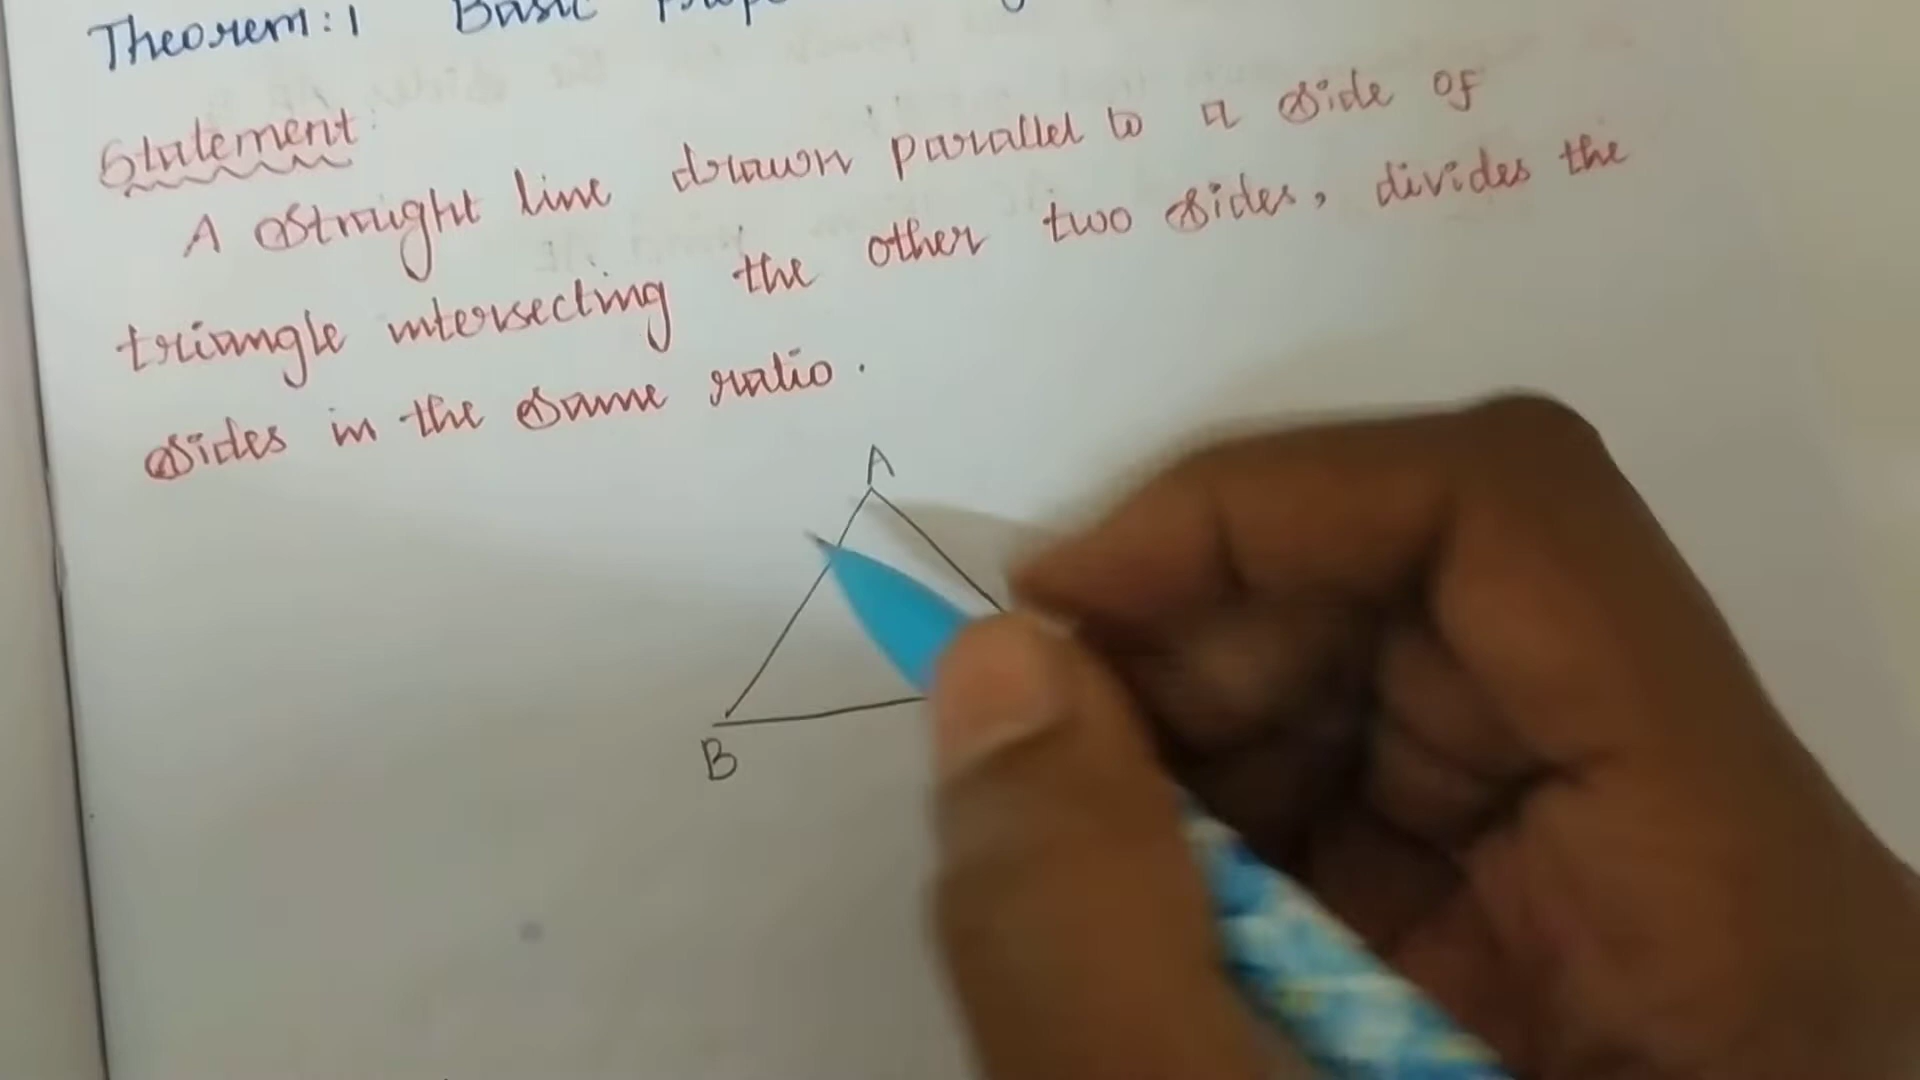 Theorem: 1 Basic
Statement:
A straight line drawn parallel to a side of
triangle intersecting the other two sides, divides the
sides in the same ratio.
A
B